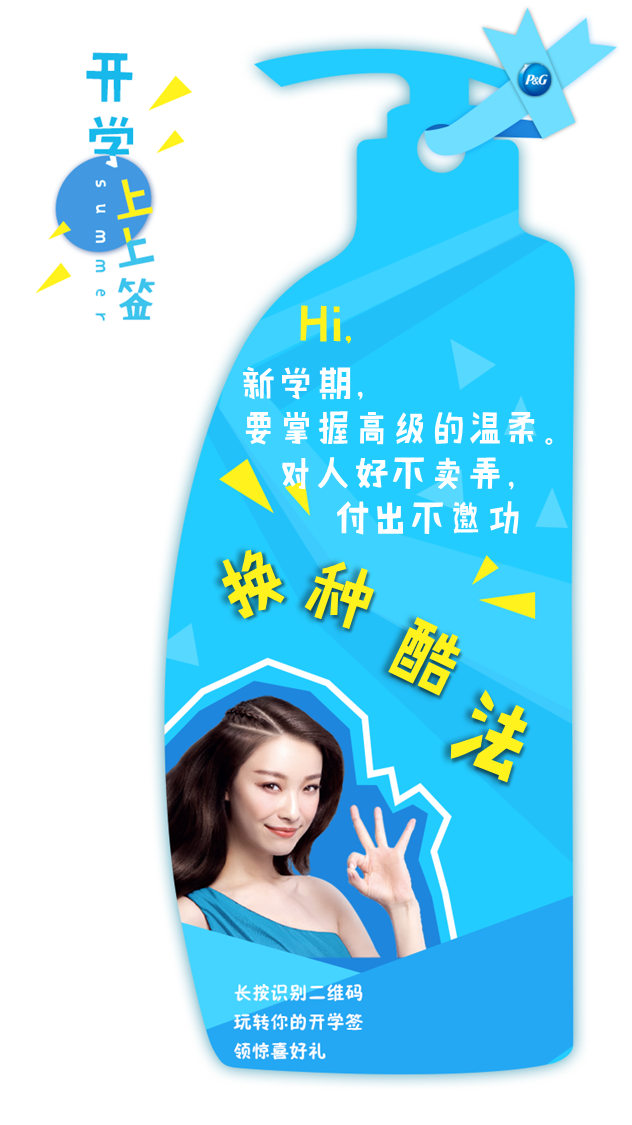 开学上上签
summer
P&G
Hi,
新学期,
要掌握高级的温柔。
对人好不卖弄,
付出不邀功
换种酷法
长按识别二维码
玩转你的开学签
领惊喜好礼